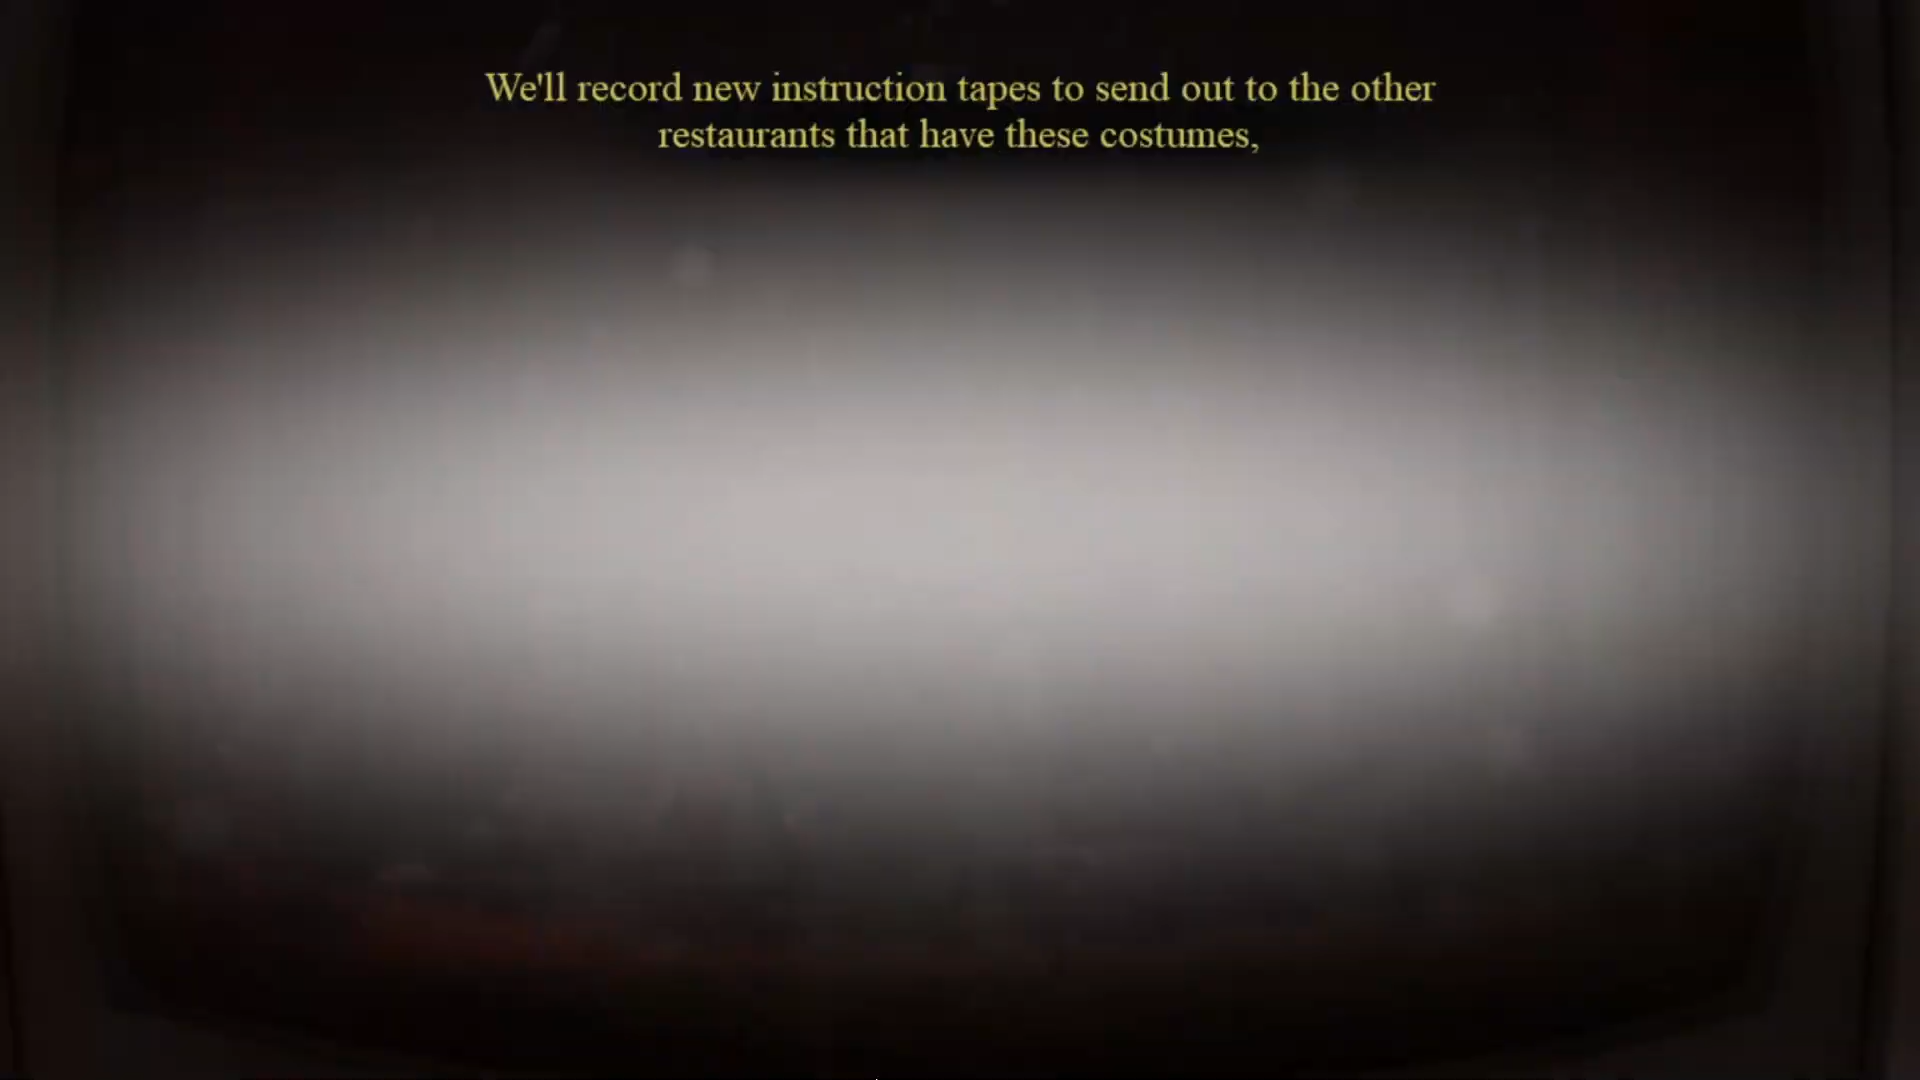 We'll record new instruction tapes to send out to the other
restaurants that have these costumes,